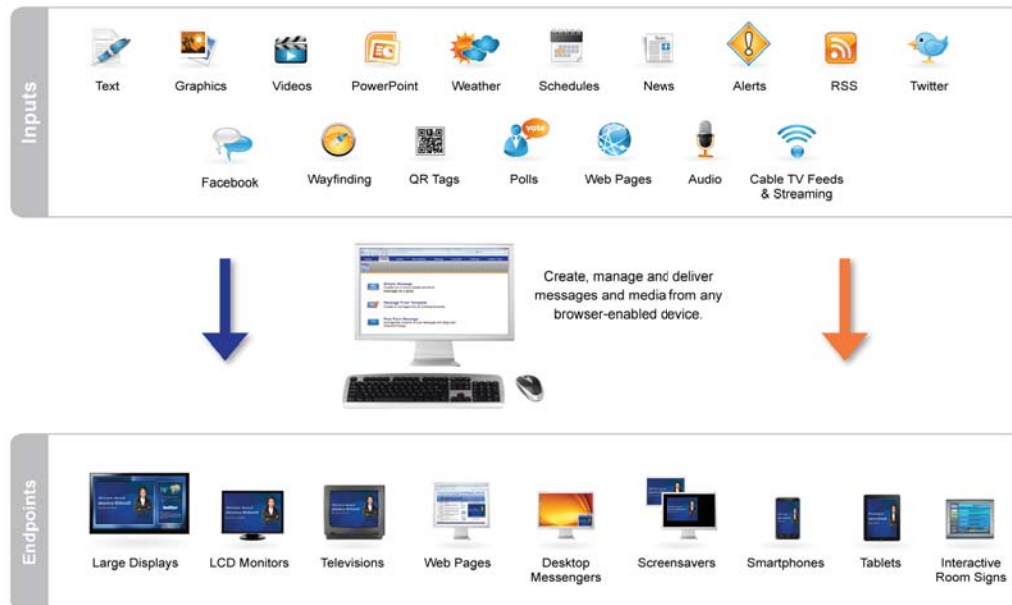 Inputs
Text
Graphics
Videos
PowerPoint
Weather
Schedules
News
Alerts
RSS
Twitter
vote
Facebook
Wayfinding
QR Tags
Polls
Web Pages
Audio
Cable TV Feeds
& Streaming
Create, manage and deliver
messages and media from any
browser-enabled device.
Endpoints
Large Displays
LCD Monitors
Televisions
Web Pages
Desktop
Messengers
Screensavers
Smartphones
Tablets
Interactive
Room Signs